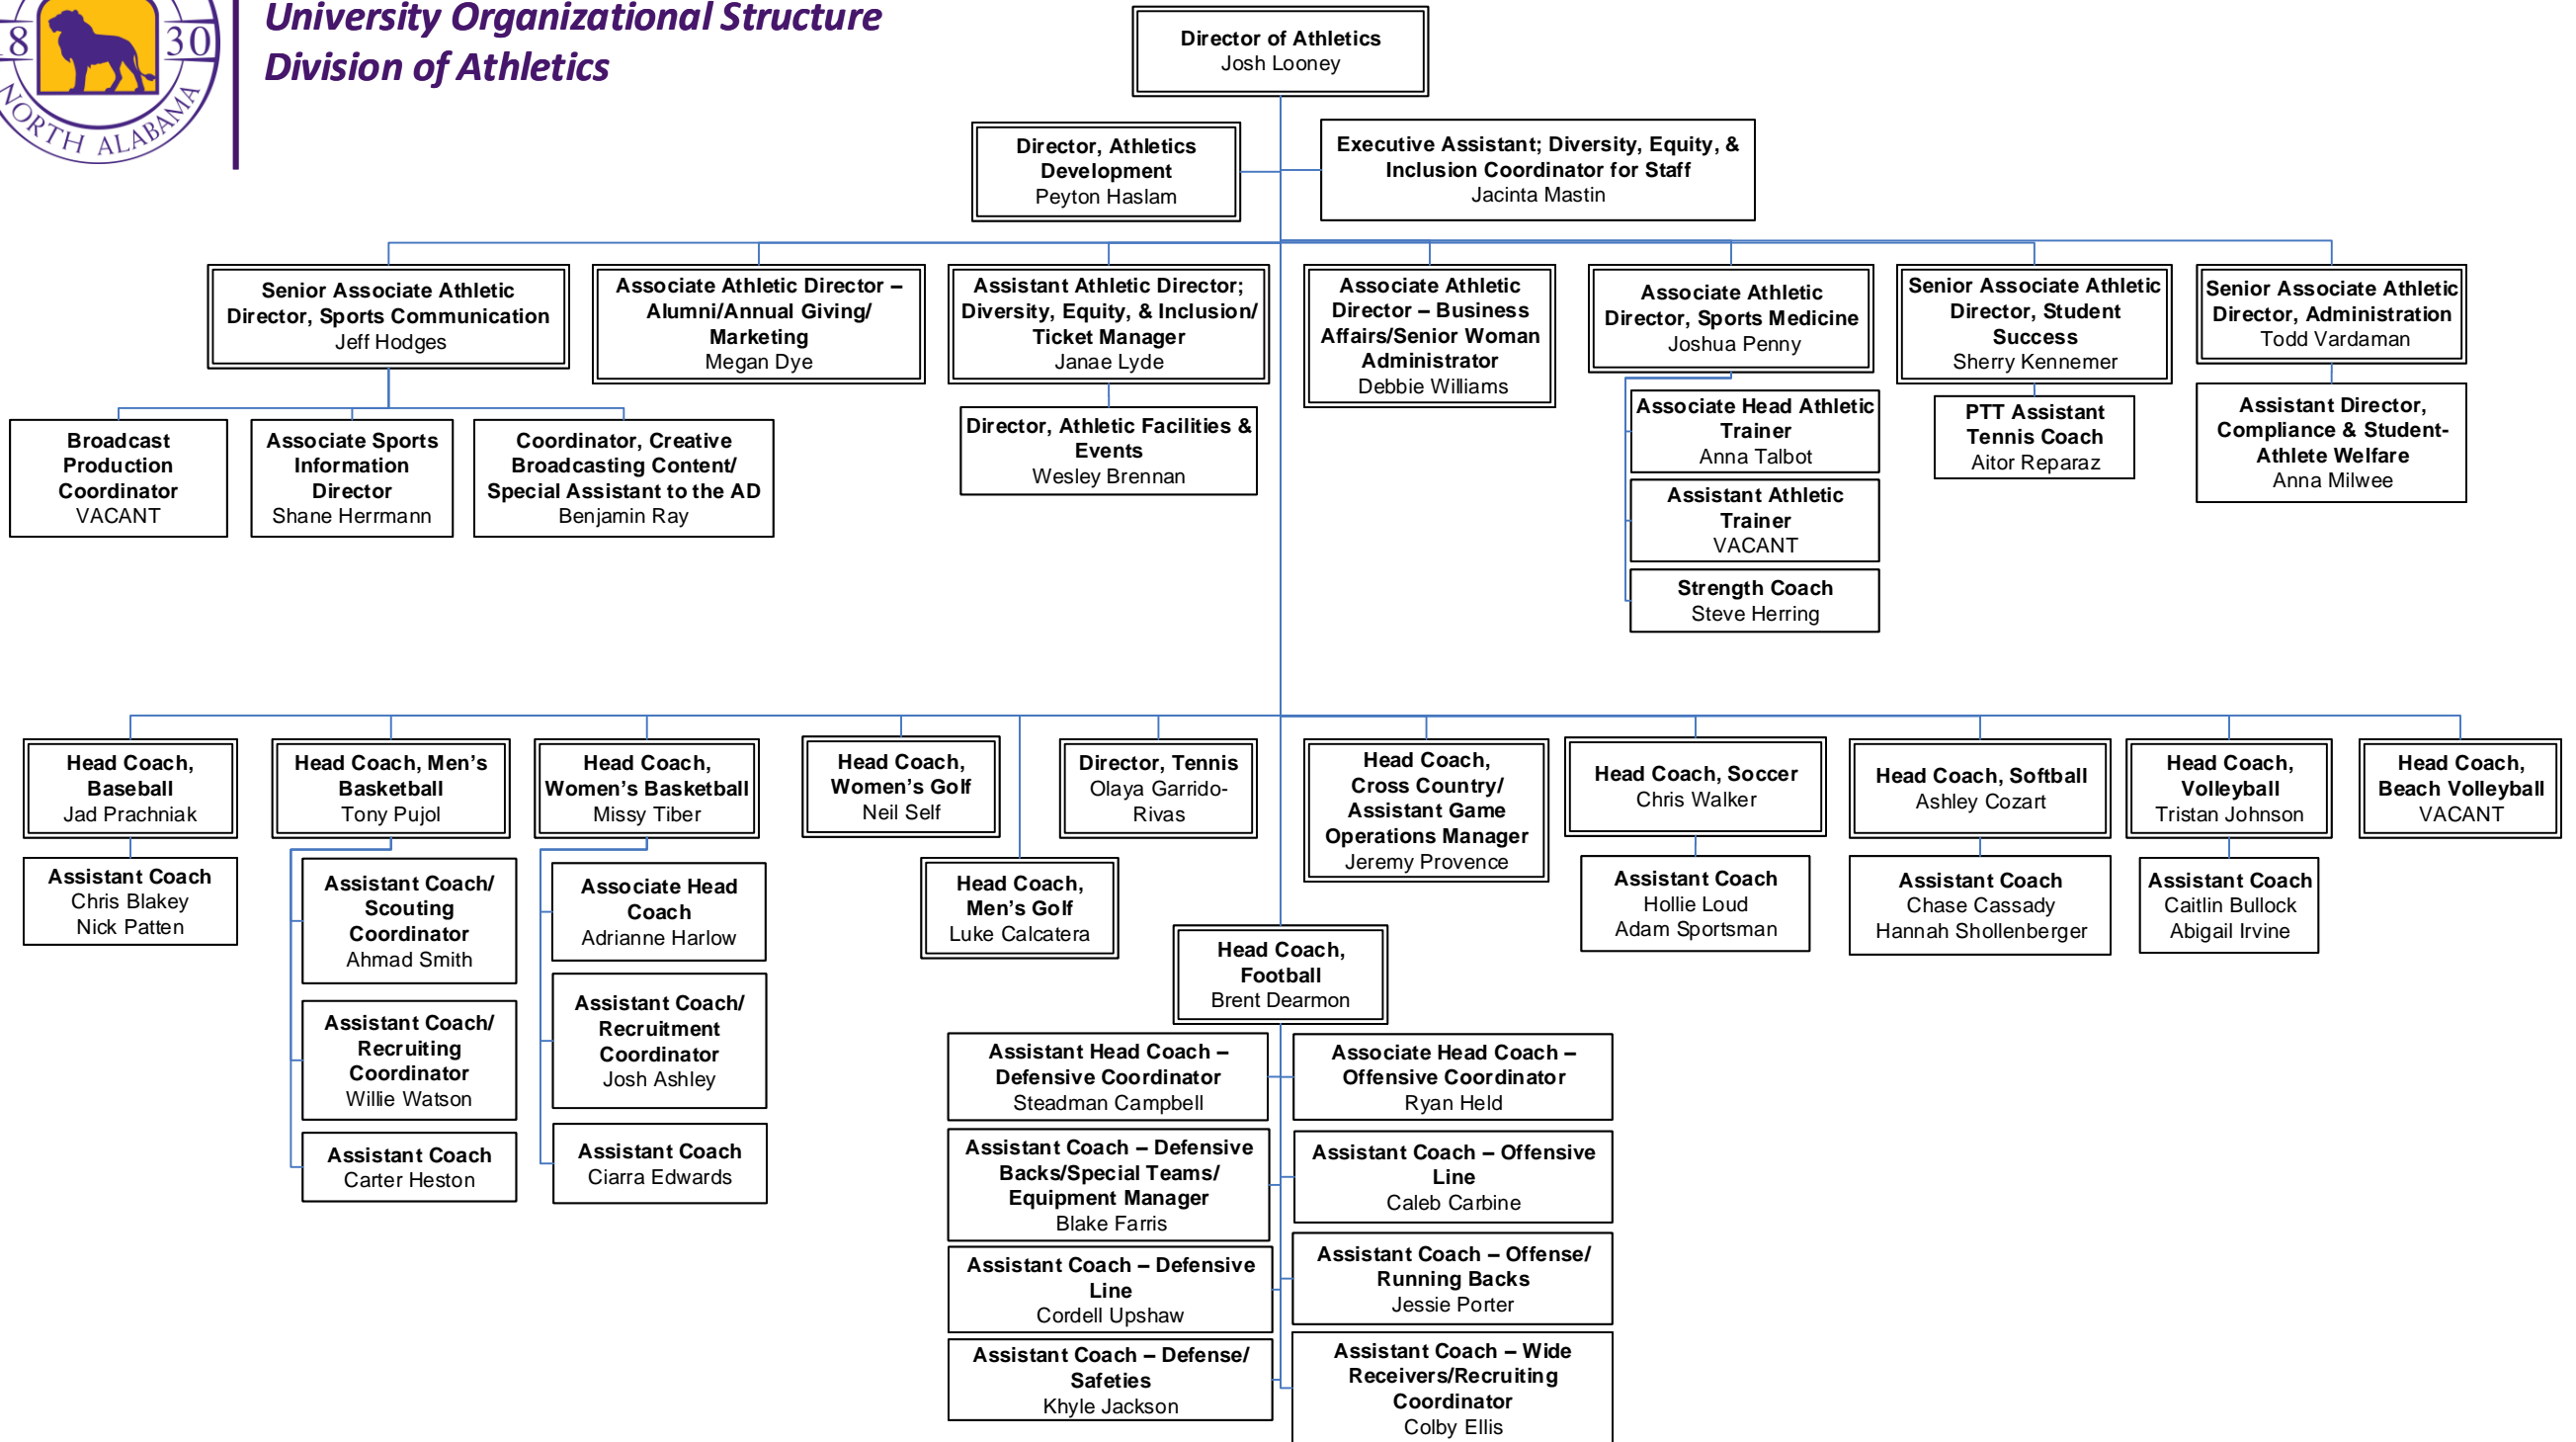 University Organizational Structure
Division of Athletics
18 30
NORTH ALABAMA
Director of Athletics
Josh Looney
Director, Athletics
Development
Peyton Haslam
Executive Assistant; Diversity, Equity, &
Inclusion Coordinator for Staff
Jacinta Mastin
Senior Associate Athletic
Director, Sports Communication
Jeff Hodges
Associate Athletic Director –
Alumni/Annual Giving/
Marketing
Megan Dye
Assistant Athletic Director;
Diversity, Equity, & Inclusion/
Ticket Manager
Janae Lyde
Associate Athletic
Director – Business
Affairs/Senior Woman
Administrator
Debbie Williams
Associate Athletic
Director, Sports Medicine
Joshua Penny
Senior Associate Athletic
Director, Student
Success
Sherry Kennemer
Senior Associate Athletic
Director, Administration
Todd Vardaman
Broadcast
Production
Coordinator
VACANT
Associate Sports
Information
Director
Shane Herrmann
Coordinator, Creative
Broadcasting Content/
Special Assistant to the AD
Benjamin Ray
Director, Athletic Facilities &
Events
Wesley Brennan
Associate Head Athletic
Trainer
Anna Talbot
Assistant Athletic
Trainer
VACANT
Strength Coach
Steve Herring
PTT Assistant
Tennis Coach
Aitor Reparaz
Assistant Director,
Compliance & Student-
Athlete Welfare
Anna Milwee
Head Coach,
Baseball
Jad Prachniak
Head Coach, Men's
Basketball
Tony Pujol
Head Coach,
Women's Basketball
Missy Tiber
Head Coach,
Women's Golf
Neil Self
Director, Tennis
Olaya Garrido-
Rivas
Head Coach,
Cross Country/
Assistant Game
Operations Manager
Jeremy Provence
Head Coach, Soccer
Chris Walker
Head Coach, Softball
Ashley Cozart
Head Coach,
Volleyball
Tristan Johnson
Head Coach,
Beach Volleyball
VACANT
Assistant Coach
Chris Blakey
Nick Patten
Assistant Coach/
Scouting
Coordinator
Ahmad Smith
Assistant Coach/
Recruiting
Coordinator
Willie Watson
Assistant Coach
Carter Heston
Associate Head
Coach
Adrianne Harlow
Assistant Coach/
Recruitment
Coordinator
Josh Ashley
Assistant Coach
Ciarra Edwards
Head Coach,
Men's Golf
Luke Calcatera
Assistant Coach
Hollie Loud
Adam Sportsman
Assistant Coach
Chase Cassady
Hannah Shollenberger
Assistant Coach
Caitlin Bullock
Abigail Irvine
Head Coach,
Football
Brent Dearmon
Assistant Head Coach –
Defensive Coordinator
Steadman Campbell
Associate Head Coach –
Offensive Coordinator
Ryan Held
Assistant Coach – Defensive
Backs/Special Teams/
Equipment Manager
Blake Farris
Assistant Coach – Offensive
Line
Caleb Carbine
Assistant Coach – Defensive
Line
Cordell Upshaw
Assistant Coach – Offense/
Running Backs
Jessie Porter
Assistant Coach – Defense/
Safeties
Khyle Jackson
Assistant Coach – Wide
Receivers/Recruiting
Coordinator
Colby Ellis